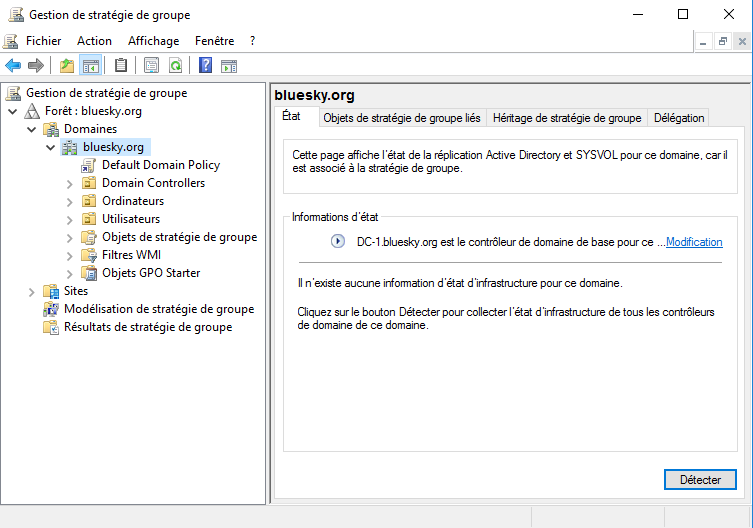 Gestion de stratégie de groupe
Fichier Action Affichage Fenêtre ?
Gestion de stratégie de groupe
Forêt : bluesky.org
Domaines
bluesky.org
Default Domain Policy
Domain Controllers
Ordinateurs
Utilisateurs
Objets de stratégie de groupe
Filtres WMI
Objets GPO Starter
Sites
Modélisation de stratégie de groupe
Résultats de stratégie de groupe
bluesky.org
État Objets de stratégie de groupe liés Héritage de stratégie de groupe Délégation
Cette page affiche l'état de la réplication Active Directory et SYSVOL pour ce domaine, car il
est associé à la stratégie de groupe.
Informations d'état
DC-1.bluesky.org est le contrôleur de domaine de base pour ce ... Modification
Il n'existe aucune information d'état d'infrastructure pour ce domaine.
Cliquez sur le bouton Détecter pour collecter l'état d'infrastructure de tous les contrôleurs
de domaine de ce domaine.
Détecter